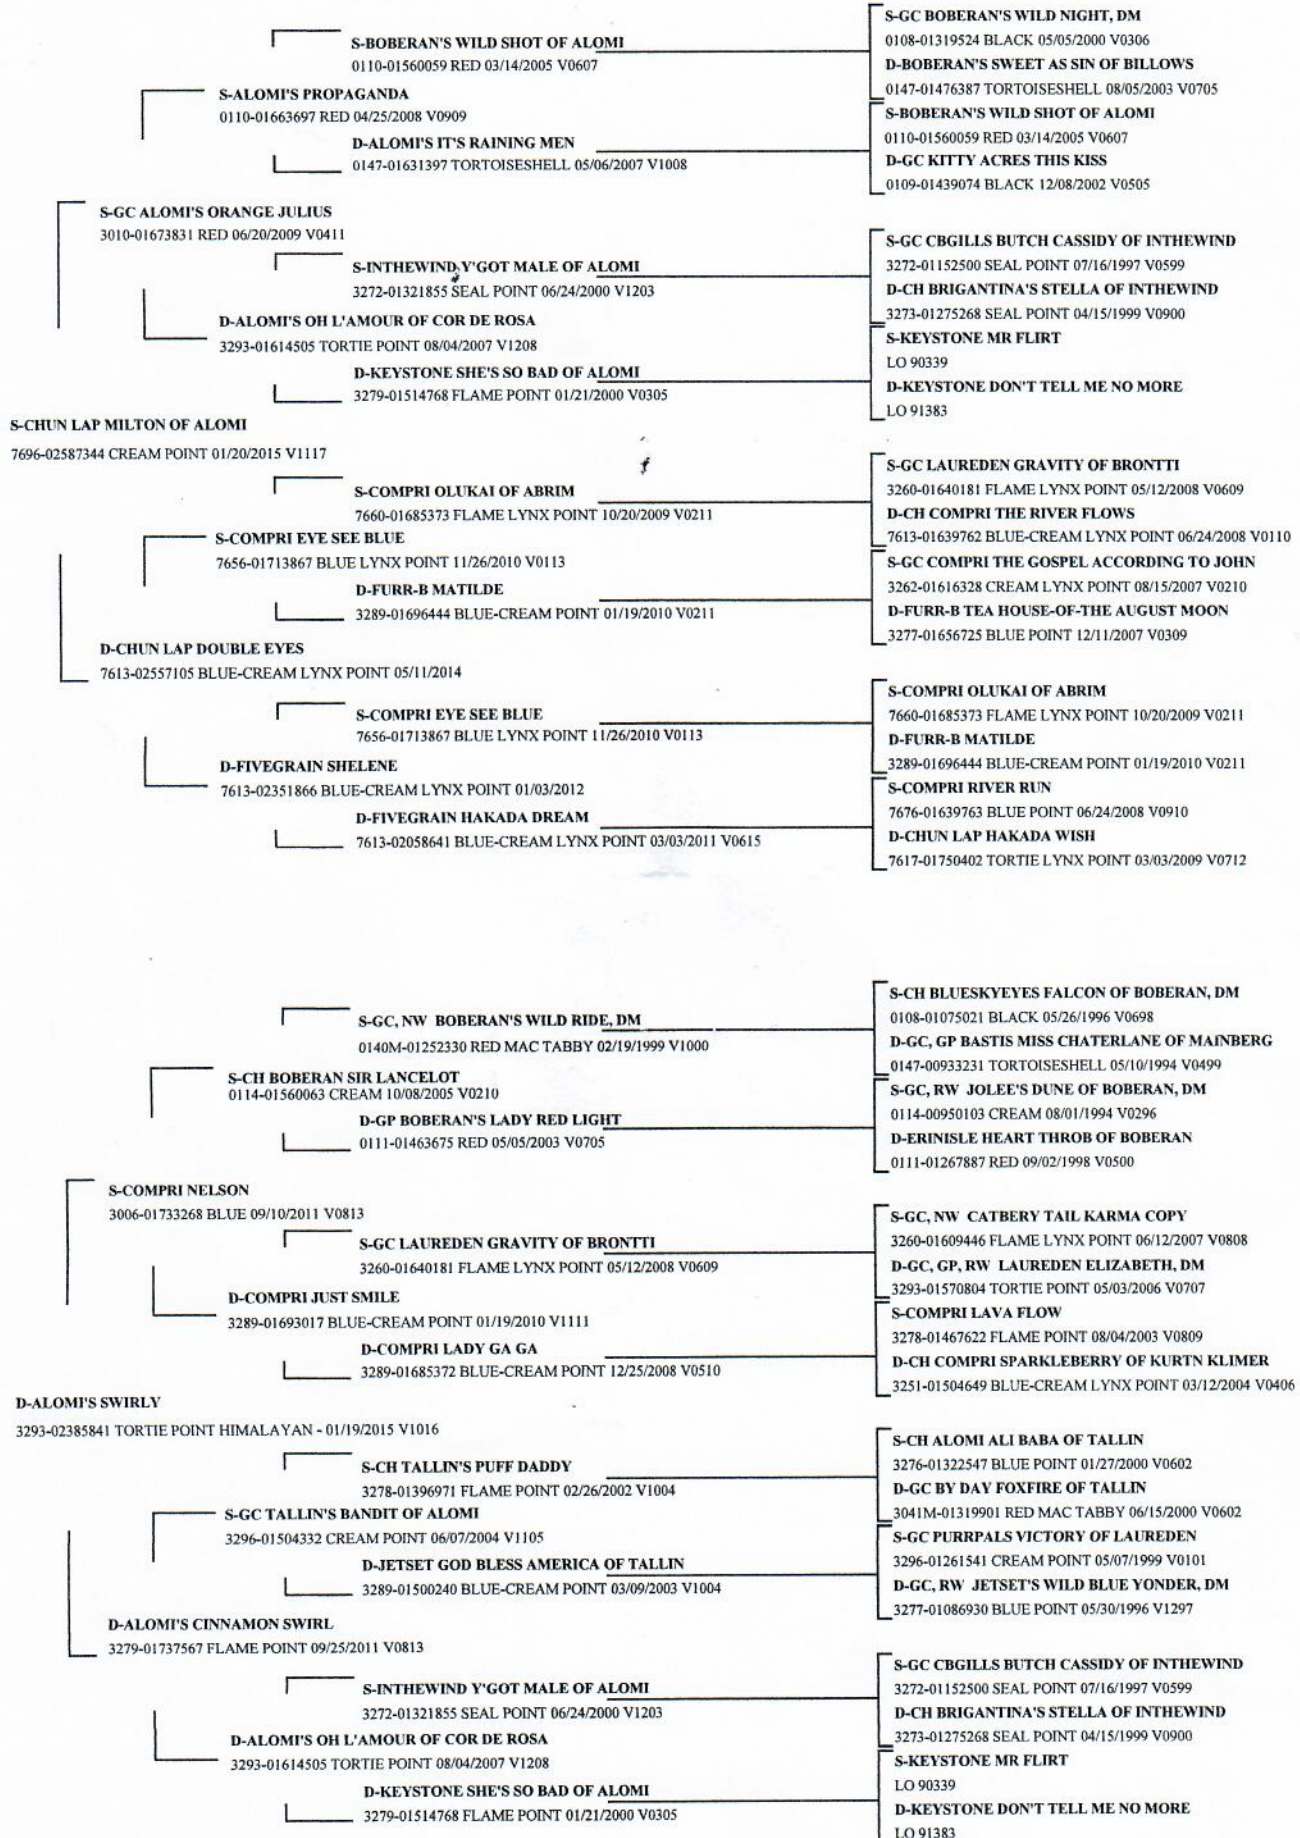 S-GC BOBERAN'S WILD NIGHT, DM
0108-01319524 BLACK 05/05/2000 V0306
S-BOBERAN'S WILD SHOT OF ALOMI
0110-01560059 RED 03/14/2005 V0607
D-BOBERAN'S SWEET AS SIN OF BILLOWS
0147-01476387 TORTOISESHELL 08/05/2003 V0705
S-ALOMI'S PROPAGANDA
0110-01663697 RED 04/25/2008 V0909
S-BOBERAN'S WILD SHOT OF ALOMI
0110-01560059 RED 03/14/2005 V0607
D-ALOMI'S IT'S RAINING MEN
0147-01631397 TORTOISESHELL 05/06/2007 V1008
D-GC KITTY ACRES THIS KISS
0109-01439074 BLACK 12/08/2002 V0505
S-GC ALOMI'S ORANGE JULIUS
3010-01673831 RED 06/20/2009 V0411
S-GC CBGILLS BUTCH CASSIDY OF INTHEWIND
3272-01152500 SEAL POINT 07/16/1997 V0599
S-INTHEWIND Y'GOT MALE OF ALOMI
3272-01321855 SEAL POINT 06/24/2000 V1203
D-CH BRIGANTINA'S STELLA OF INTHEWIND
3273-01275268 SEAL POINT 04/15/1999 V0900
D-ALOMI'S OH L'AMOUR OF COR DE ROSA
3293-01614505 TORTIE POINT 08/04/2007 V1208
S-KEYSTONE MR FLIRT
LO 90339
D-KEYSTONE SHE'S SO BAD OF ALOMI
3279-01514768 FLAME POINT 01/21/2000 V0305
D-KEYSTONE DON'T TELL ME NO MORE
LO 91383
S-CHUN LAP MILTON OF ALOMI
7696-02587344 CREAM POINT 01/20/2015 V1117
S-GC LAUREDEN GRAVITY OF BRONTTI
3260-01640181 FLAME LYNX POINT 05/12/2008 V0609
S-COMPRI OLUKAI OF ABRIM
7660-01685373 FLAME LYNX POINT 10/20/2009 V0211
D-CH COMPRI THE RIVER FLOWS
7613-01639762 BLUE-CREAM LYNX POINT 06/24/2008 V0110
S-COMPRI EYE SEE BLUE
7656-01713867 BLUE LYNX POINT 11/26/2010 V0113
S-GC COMPRI THE GOSPEL ACCORDING TO JOHN
3262-01616328 CREAM LYNX POINT 08/15/2007 V0210
D-FURR-B MATILDE
3289-01696444 BLUE-CREAM POINT 01/19/2010 V0211
D-FURR-B TEA HOUSE-OF-THE AUGUST MOON
3277-01656725 BLUE POINT 12/11/2007 V0309
D-CHUN LAP DOUBLE EYES
7613-02557105 BLUE-CREAM LYNX POINT 05/11/2014
S-COMPRI OLUKAI OF ABRIM
7660-01685373 FLAME LYNX POINT 10/20/2009 V0211
S-COMPRI EYE SEE BLUE
7656-01713867 BLUE LYNX POINT 11/26/2010 V0113
D-FURR-B MATILDE
3289-01696444 BLUE-CREAM POINT 01/19/2010 V0211
D-FIVEGRAIN SHELENE
7613-02351866 BLUE-CREAM LYNX POINT 01/03/2012
S-COMPRI RIVER RUN
7676-01639763 BLUE POINT 06/24/2008 V0910
D-FIVEGRAIN HAKADA DREAM
7613-02058641 BLUE-CREAM LYNX POINT 03/03/2011 V0615
D-CHUN LAP HAKADA WISH
7617-01750402 TORTIE LYNX POINT 03/03/2009 V0712
S-CH BLUESKYEYES FALCON OF BOBERAN, DM
0108-01075021 BLACK 05/26/1996 V0698
S-GC, NW BOBERAN'S WILD RIDE, DM
0140M-01252330 RED MAC TABBY 02/19/1999 V1000
D-GC, GP BASTIS MISS CHATERLANE OF MAINBERG
0147-00933231 TORTOISESHELL 05/10/1994 V0499
S-CH BOBERAN SIR LANCELOT
0114-01560063 CREAM 10/08/2005 V0210
S-GC, RW JOLEE'S DUNE OF BOBERAN, DM
0114-00950103 CREAM 08/01/1994 V0296
D-GP BOBERAN'S LADY RED LIGHT
0111-01463675 RED 05/05/2003 V0705
D-ERINISLE HEART THROB OF BOBERAN
0111-01267887 RED 09/02/1998 V0500
S-COMPRI NELSON
3006-01733268 BLUE 09/10/2011 V0813
S-GC, NW CATBERY TAIL KARMA COPY
3260-01609446 FLAME LYNX POINT 06/12/2007 V0808
S-GC LAUREDEN GRAVITY OF BRONTTI
3260-01640181 FLAME LYNX POINT 05/12/2008 V0609
D-GC, GP, RW LAUREDEN ELIZABETH, DM
3293-01570804 TORTIE POINT 05/03/2006 V0707
D-COMPRI JUST SMILE
3289-01693017 BLUE-CREAM POINT 01/19/2010 V1111
S-COMPRI LAVA FLOW
3278-01467622 FLAME POINT 08/04/2003 V0809
D-COMPRI LADY GA GA
3289-01685372 BLUE-CREAM POINT 12/25/2008 V0510
D-CH COMPRI SPARKLEBERRY OF KURTN KLIMER
3251-01504649 BLUE-CREAM LYNX POINT 03/12/2004 V0406
D-ALOMI'S SWIRLY
3293-02385841 TORTIE POINT HIMALAYAN - 01/19/2015 V1016
S-CH ALOMI ALI BABA OF TALLIN
3276-01322547 BLUE POINT 01/27/2000 V0602
S-CH TALLIN'S PUFF DADDY
3278-01396971 FLAME POINT 02/26/2002 V1004
D-GC BY DAY FOXFIRE OF TALLIN
3041M-01319901 RED MAC TABBY 06/15/2000 V0602
S-GC TALLIN'S BANDIT OF ALOMI
3296-01504332 CREAM POINT 06/07/2004 V1105
S-GC PURRPALS VICTORY OF LAUREDEN
3296-01261541 CREAM POINT 05/07/1999 V0101
D-JETSET GOD BLESS AMERICA OF TALLIN
3289-01500240 BLUE-CREAM POINT 03/09/2003 V1004
D-GC, RW JETSET'S WILD BLUE YONDER, DM
3277-01086930 BLUE POINT 05/30/1996 V1297
D-ALOMI'S CINNAMON SWIRL
3279-01737567 FLAME POINT 09/25/2011 V0813
S-GC CBGILLS BUTCH CASSIDY OF INTHEWIND
3272-01152500 SEAL POINT 07/16/1997 V0599
S-INTHEWIND Y'GOT MALE OF ALOMI
3272-01321855 SEAL POINT 06/24/2000 V1203
D-CH BRIGANTINA'S STELLA OF INTHEWIND
3273-01275268 SEAL POINT 04/15/1999 V0900
D-ALOMI'S OH L'AMOUR OF COR DE ROSA
3293-01614505 TORTIE POINT 08/04/2007 V1208
S-KEYSTONE MR FLIRT
LO 90339
D-KEYSTONE SHE'S SO BAD OF ALOMI
3279-01514768 FLAME POINT 01/21/2000 V0305
D-KEYSTONE DON'T TELL ME NO MORE
LO 91383